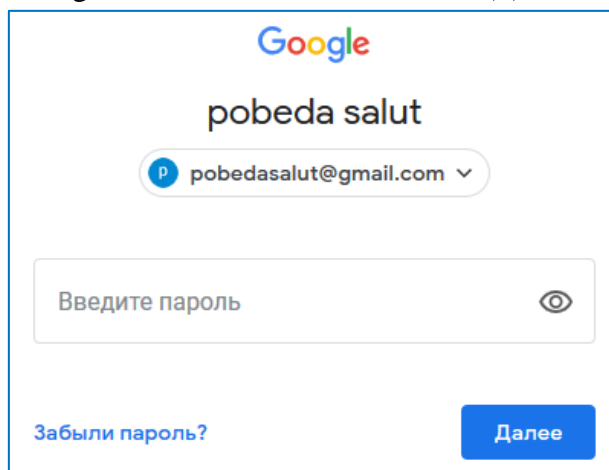 Google
pobeda salut
p pobedasalut@gmail.com
Введите пароль
Забыли пароль? Далее